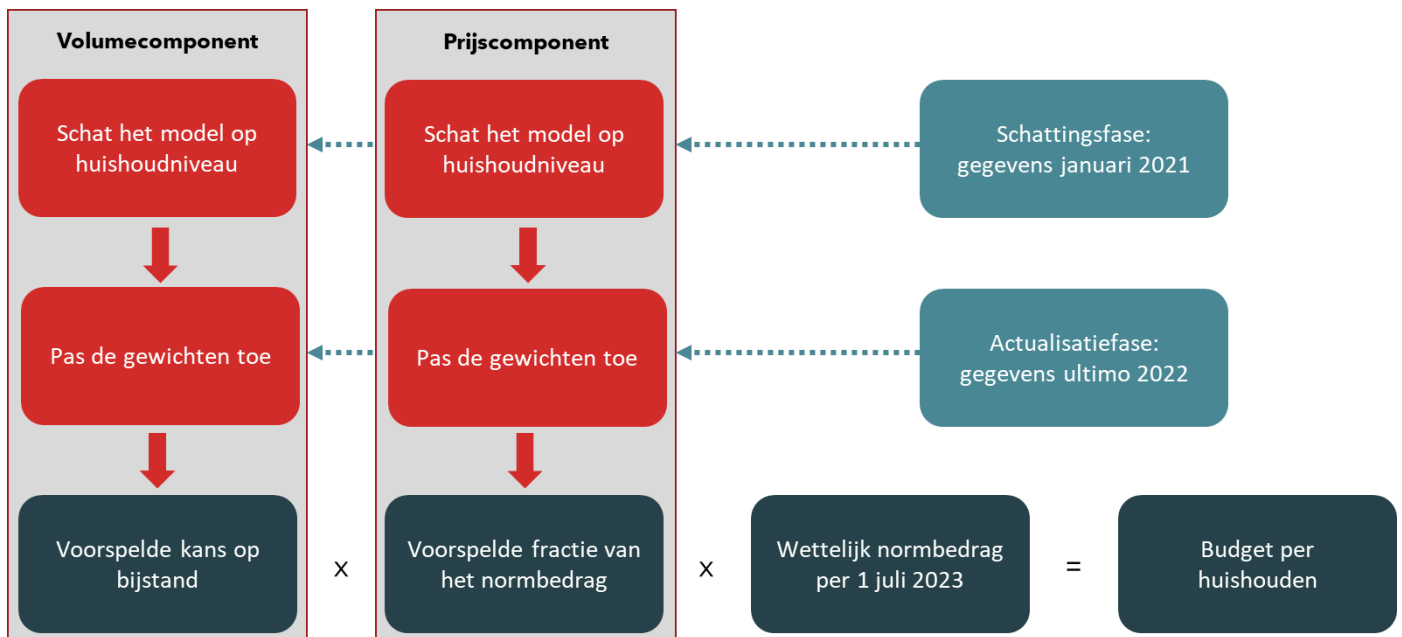 Volumecomponent
Prijscomponent
Schat het model op
huishoudniveau
Schat het model op
huishoudniveau
Schattingsfase:
gegevens januari 2021
Pas de gewichten toe
Pas de gewichten toe
Actualisatiefase:
gegevens ultimo 2022
Voorspelde kans op
bijstand
x
Voorspelde fractie van
het normbedrag
x
Wettelijk normbedrag
per 1 juli 2023
=
Budget per
huishouden